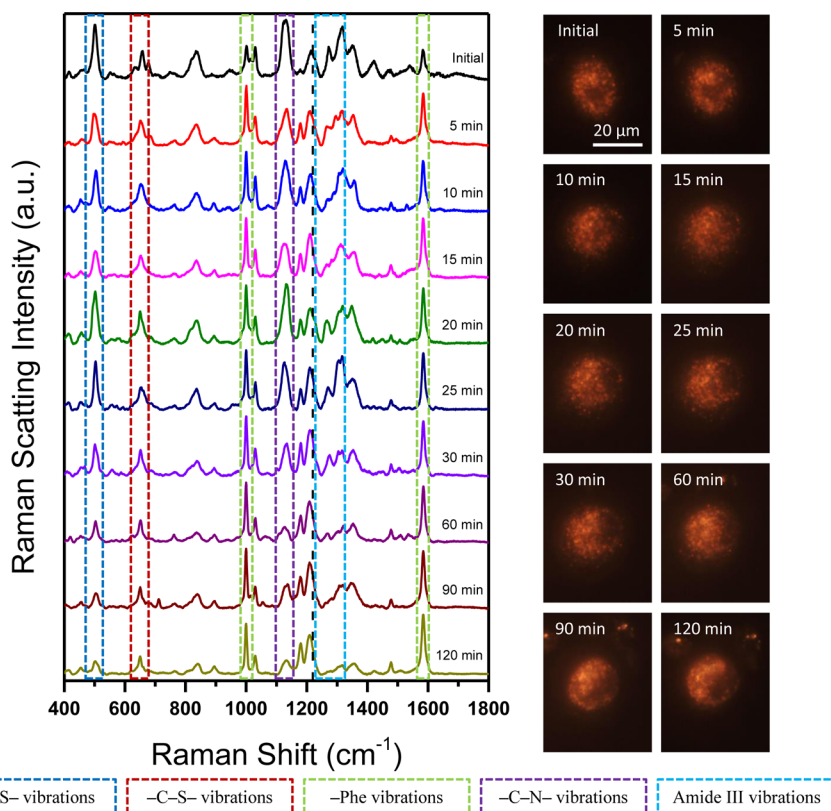 Raman Scatting Intensity (a.u.)
Initial
5 min
10 min
15 min
20 min
25 min
30 min
60 min
90 min
120 min
400 600 800 1000 1200 1400 1600 1800
Raman Shift (cm-1)
Initial
5 min
20 μm
10 min
15 min
20 min
25 min
30 min
60 min
90 min
120 min
S– vibrations
–C–S– vibrations
–Phe vibrations
–C–N– vibrations
Amide III vibrations